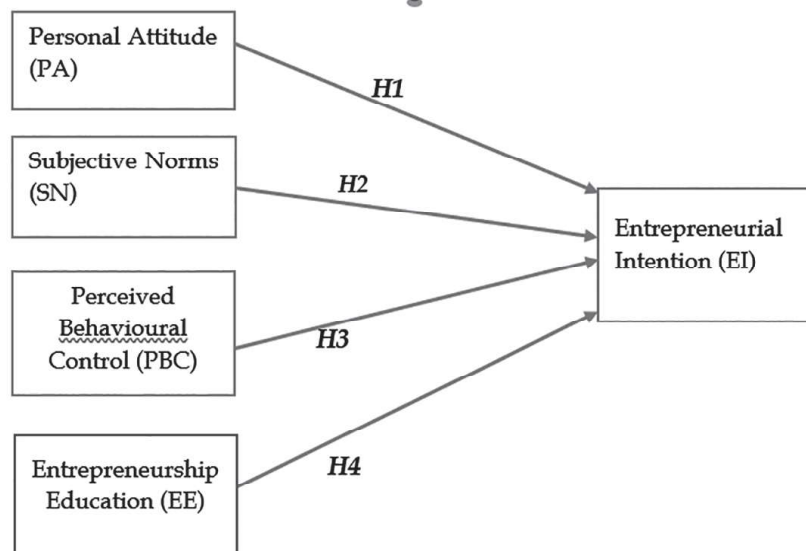 Personal Attitude
(PA)
H1
Subjective Norms
(SN)
H2
Entrepreneurial
Intention (EI)
Perceived
Behavioural
Control (PBC)
H3
Entrepreneurship
Education (EE)
H4